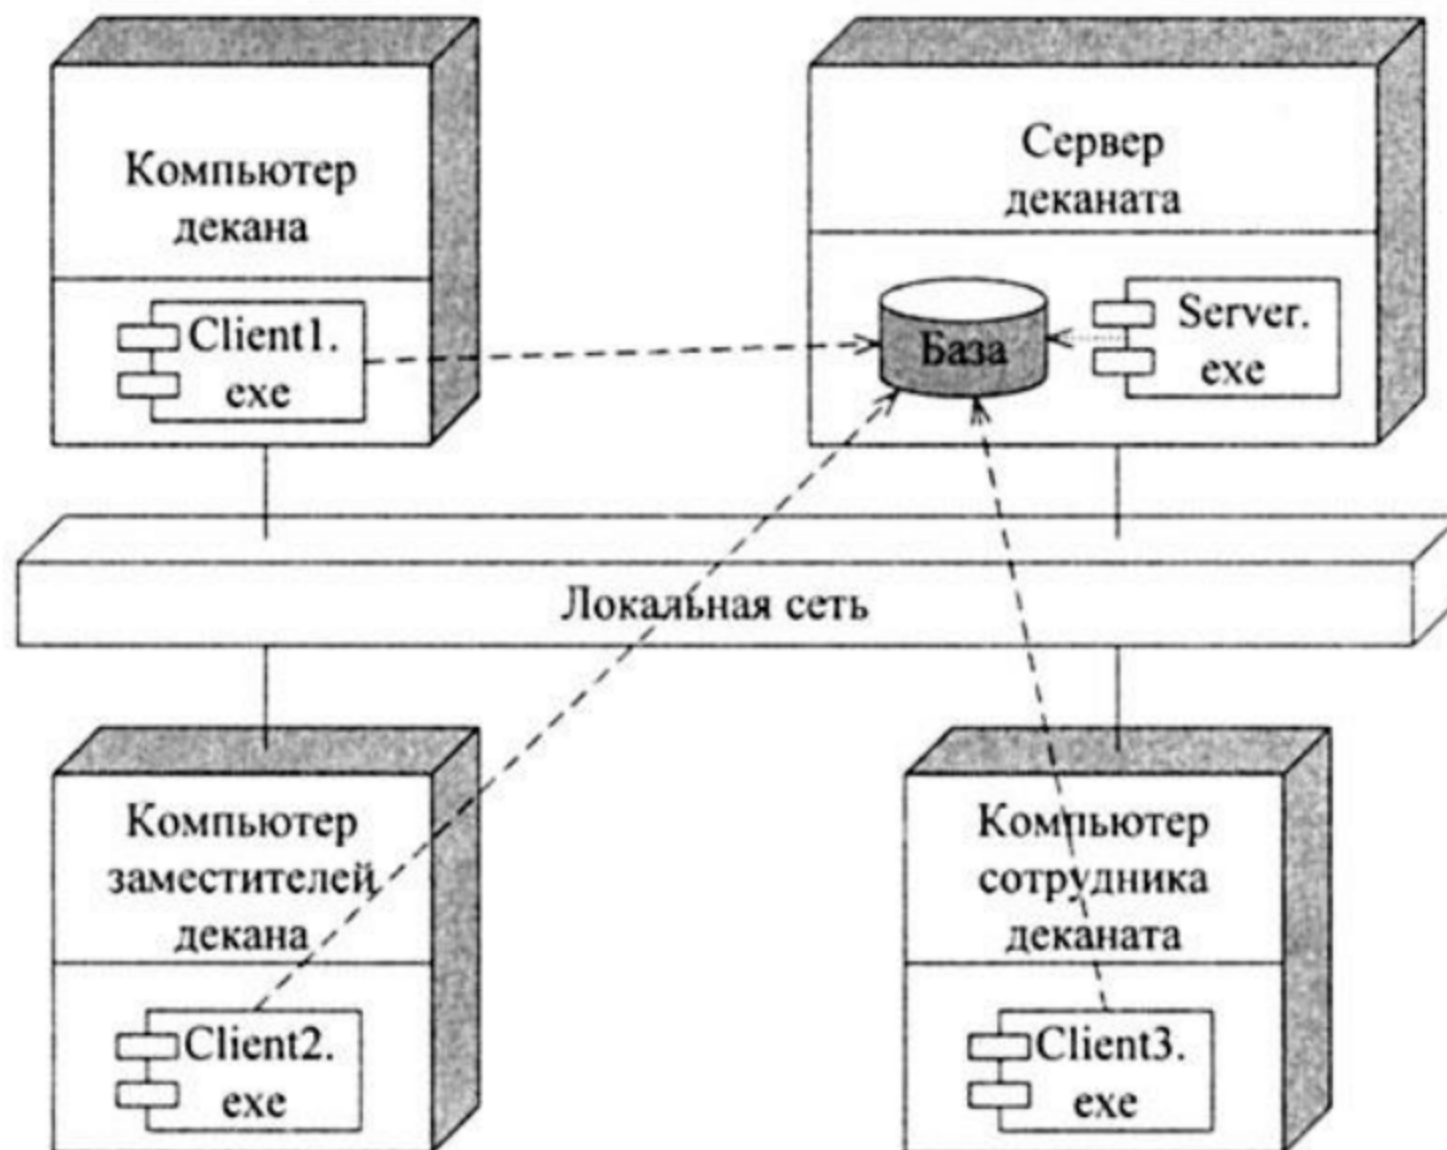 Компьютер
декана
Client1.
exe
Сервер
деканата
База
Server.
exe
Локальная сеть
Компьютер
заместителей
декана
Client2.
exe
Компьютер
сотрудника
деканата
Client3.
exe